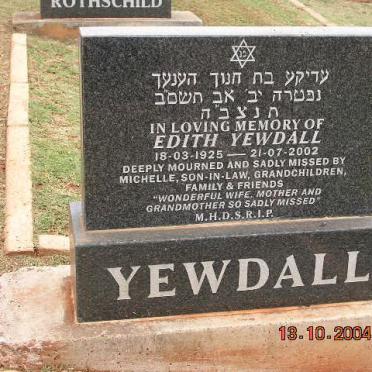 ROTHSCHILD
עדיקע בת חנוך הענעך
נפטרה יב' אב תשס"ב
ת נ צ ב ה
IN LOVING MEMORY OF
EDITH YEWDALL
18-03-1925 — 21-07-2002
DEEPLY MOURNED AND SADLY MISSED BY
MICHELLE, SON-IN-LAW, GRANDCHILDREN,
FAMILY & FRIENDS
"WONDERFUL WIFE, MOTHER AND
GRANDMOTHER SO SADLY MISSED"
M.H.D.S.R.I.P.
YEWDALL
13.10.2004